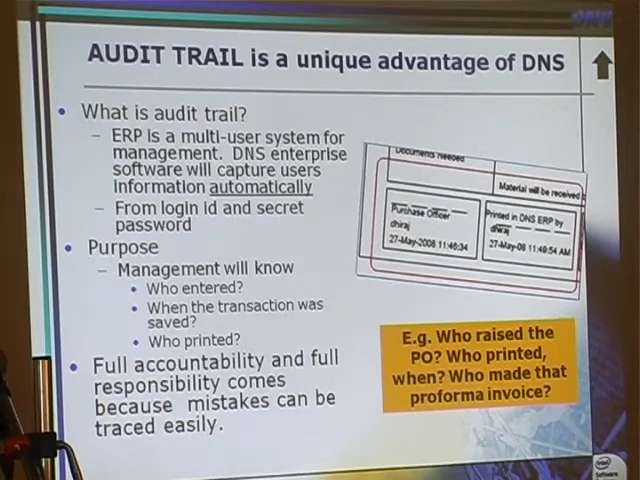 AUDIT TRAIL is a unique advantage of DNS
• What is audit trail?
– ERP is a multi-user system for
management. DNS enterprise
software will capture users
information automatically
– From login id and secret
password
• Purpose
– Management will know
• Who entered?
• When the transaction was
saved?
• Who printed?
• Full accountability and full
responsibility comes
because mistakes can be
traced easily.
Documents Needed
Material will be received
Purchase Officer
dhiraj
27-May-2008 11:46:34
Printed in DNS ERP by
dhiraj
27-May-08 11:49:54 AM
E.g. Who raised the
PO? Who printed,
when? Who made that
proforma invoice?
intel
Software